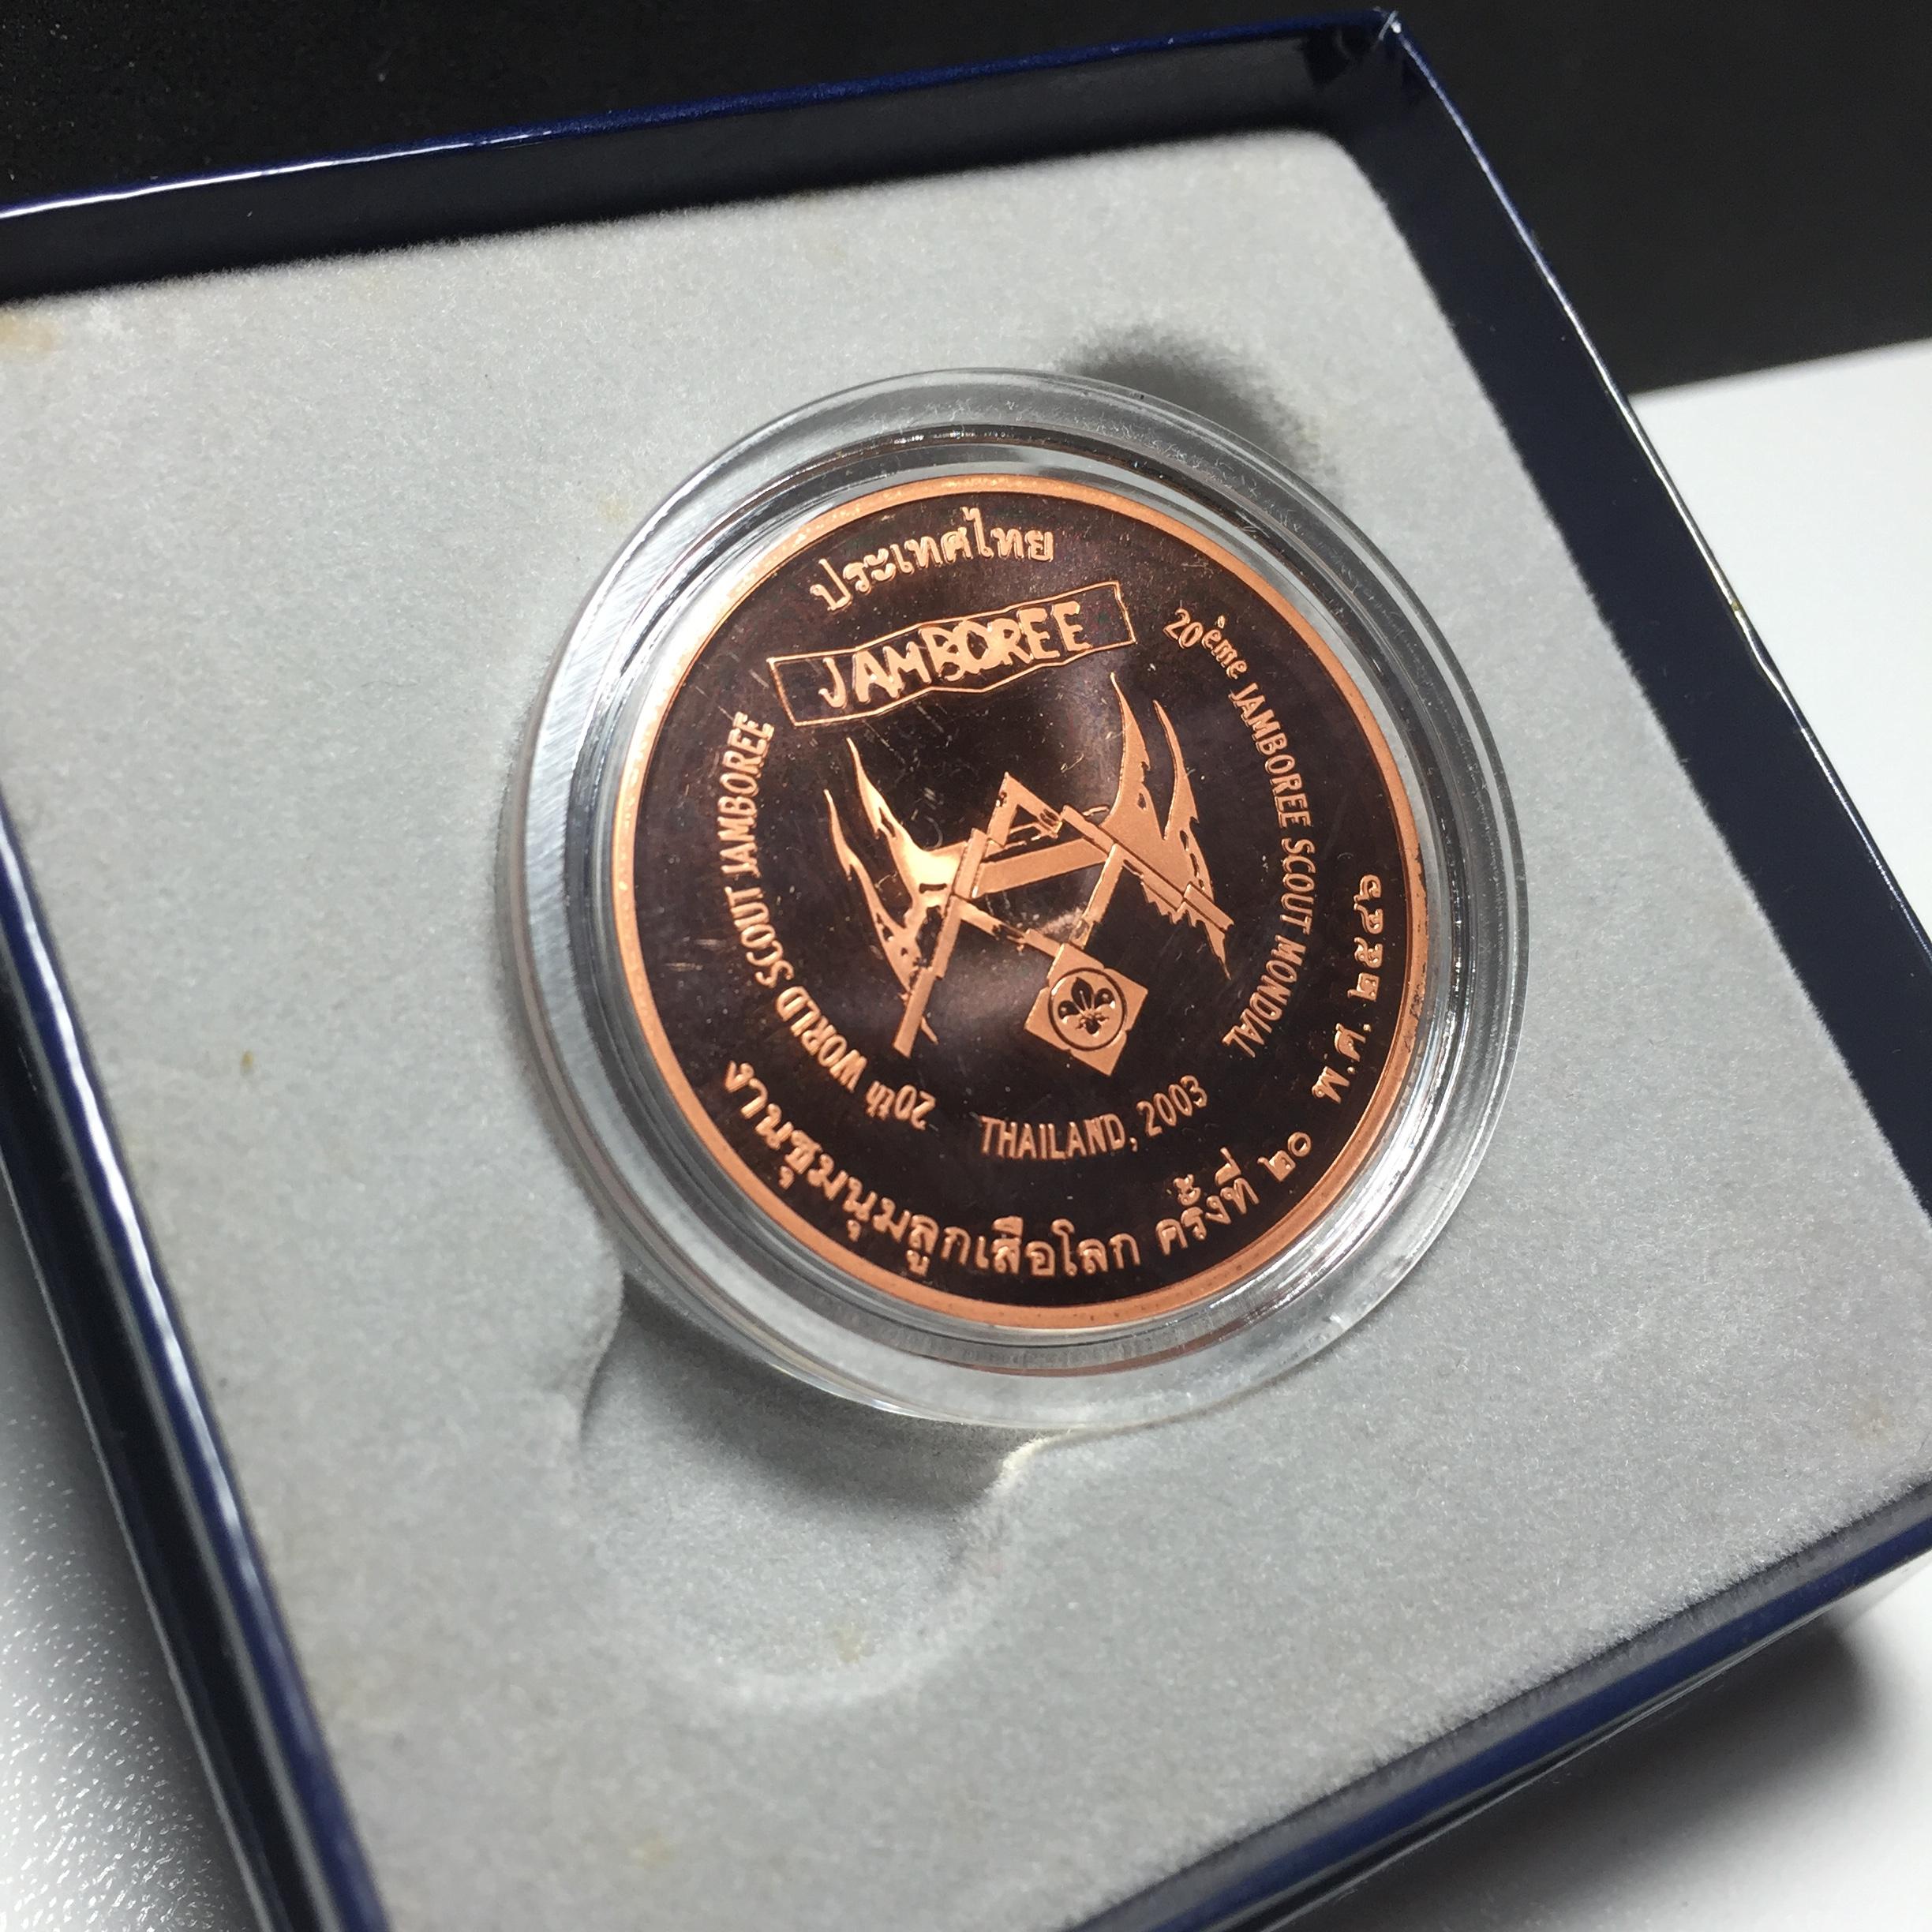 ประเทศไทย
JAMBOREE
20th WORLD SCOUT JAMBOREE
20ème JAMBOREE SCOUT MONDIAL
THAILAND, 2003
งานชุมนุมลูกเสือโลก ครั้งที่ ๒๐ พ.ศ. ๒๕๔๖